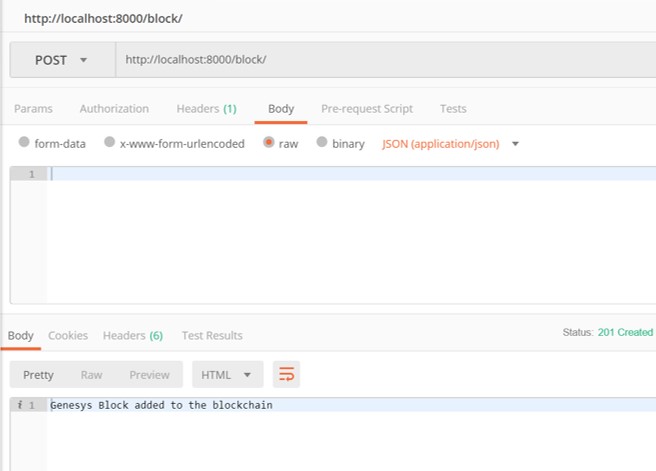 http://localhost:8000/block/
POST http://localhost:8000/block/
Params Authorization Headers (1) Body Pre-request Script Tests
form-data x-www-form-urlencoded raw binary JSON (application/json)
1
Body Cookies Headers (6) Test Results Status: 201 Created
Pretty Raw Preview HTML
i 1 Genesys Block added to the blockchain